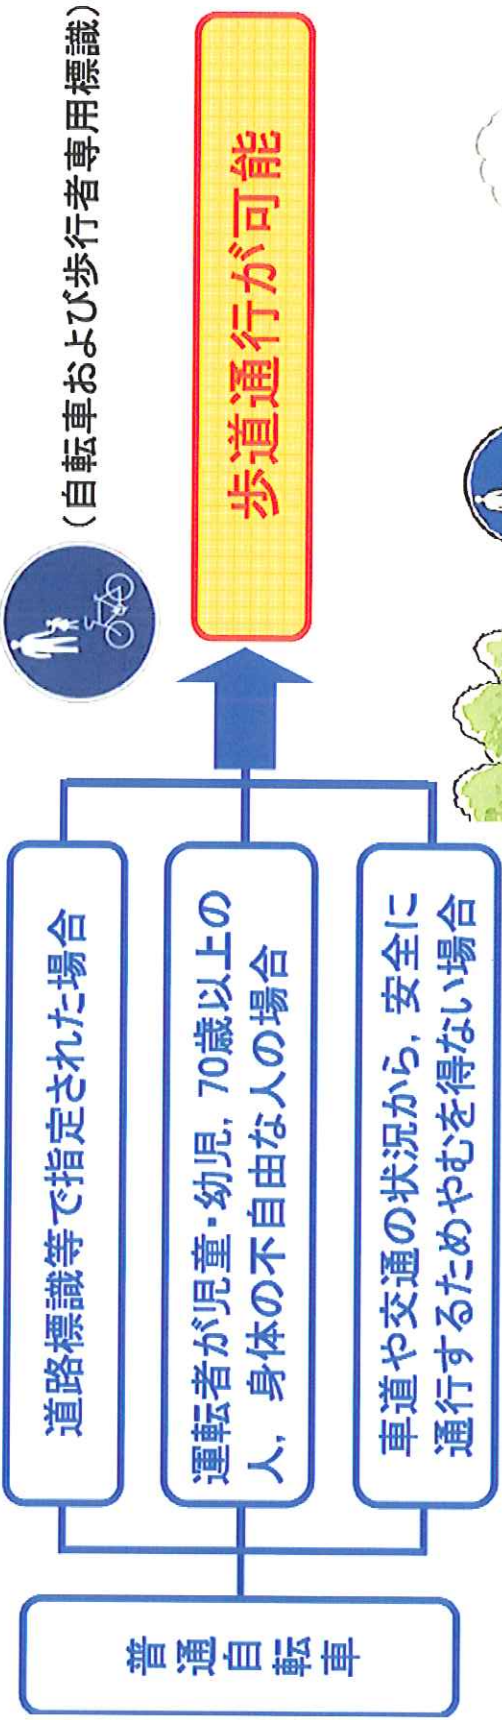 普通自転車
道路標識等で指定された場合
運転者が児童・幼児，70歳以上の
人，身体の不自由な人の場合
車道や交通の状況から，安全に
通行するためやむを得ない場合
（自転車および歩行者専用標識）
歩道通行が可能